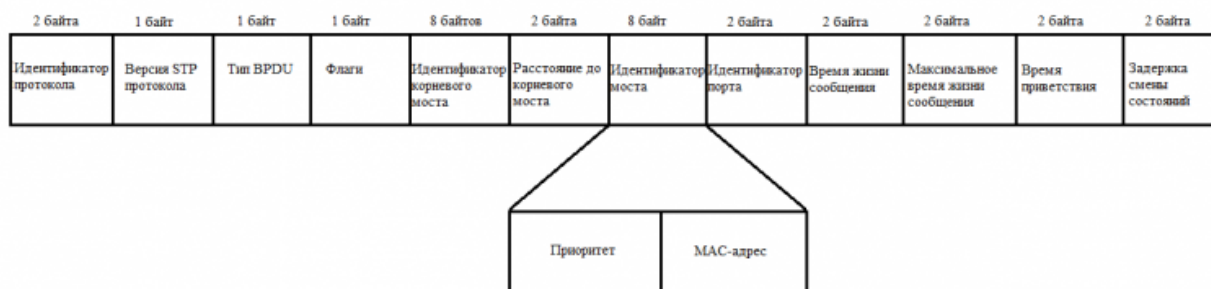 2 байта 1 байт 1 байт 1 байт 8 байтов 2 байта 8 байт 2 байта 2 байта 2 байта 2 байта 2 байта
Идентификатор
протокола
Версия STP
протокола
Тип BPDU
Флаги
Идентификатор
корневого
моста
Расстояние до
корневого
моста
Идентификатор
моста
Идентификатор
порта
Время жизни
сообщения
Максимальное
время жизни
сообщения
Время
приветствия
Задержка
смены
состояний
Приоритет
MAC-адрес